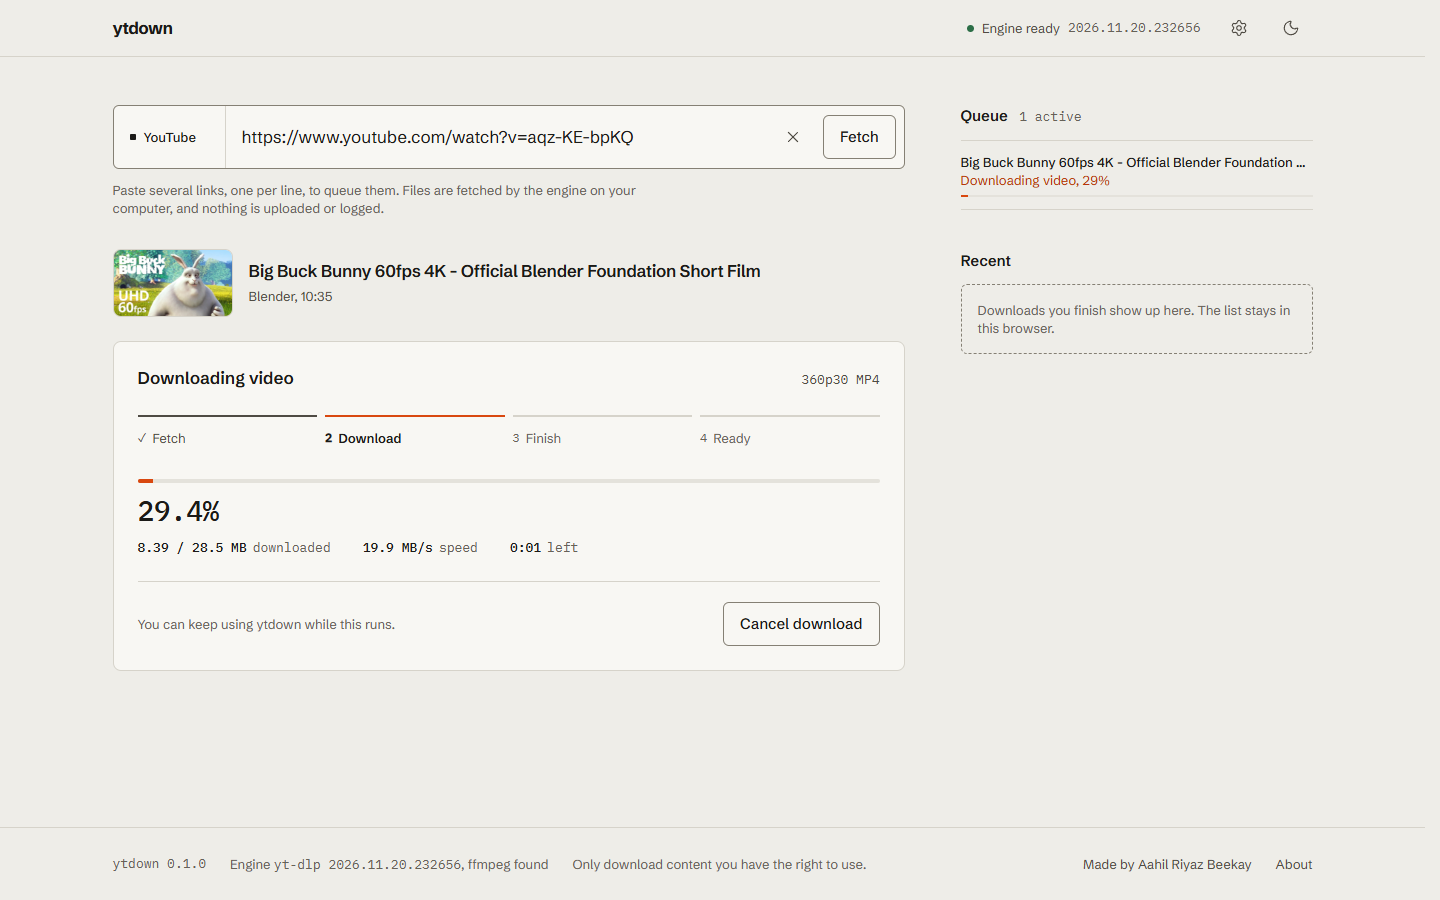 ytdown
Engine ready 2026.11.20.232656
YouTube
https://www.youtube.com/watch?v=aqz-KE-bpKQ
Fetch
Paste several links, one per line, to queue them. Files are fetched by the engine on your
computer, and nothing is uploaded or logged.
Big Buck
BUNNY
UHD
60fps
Big Buck Bunny 60fps 4K - Official Blender Foundation Short Film
Blender, 10:35
Downloading video
360p30 MP4
✓ Fetch
2 Download
3 Finish
4 Ready
29.4%
8.39 / 28.5 MB downloaded
19.9 MB/s speed
0:01 left
You can keep using ytdown while this runs.
Cancel download
Queue 1 active
Big Buck Bunny 60fps 4K - Official Blender Foundation ...
Downloading video, 29%
Recent
Downloads you finish show up here. The list stays in
this browser.
ytdown 0.1.0
Engine yt-dlp 2026.11.20.232656, ffmpeg found
Only download content you have the right to use.
Made by Aahil Riyaz Beekay
About